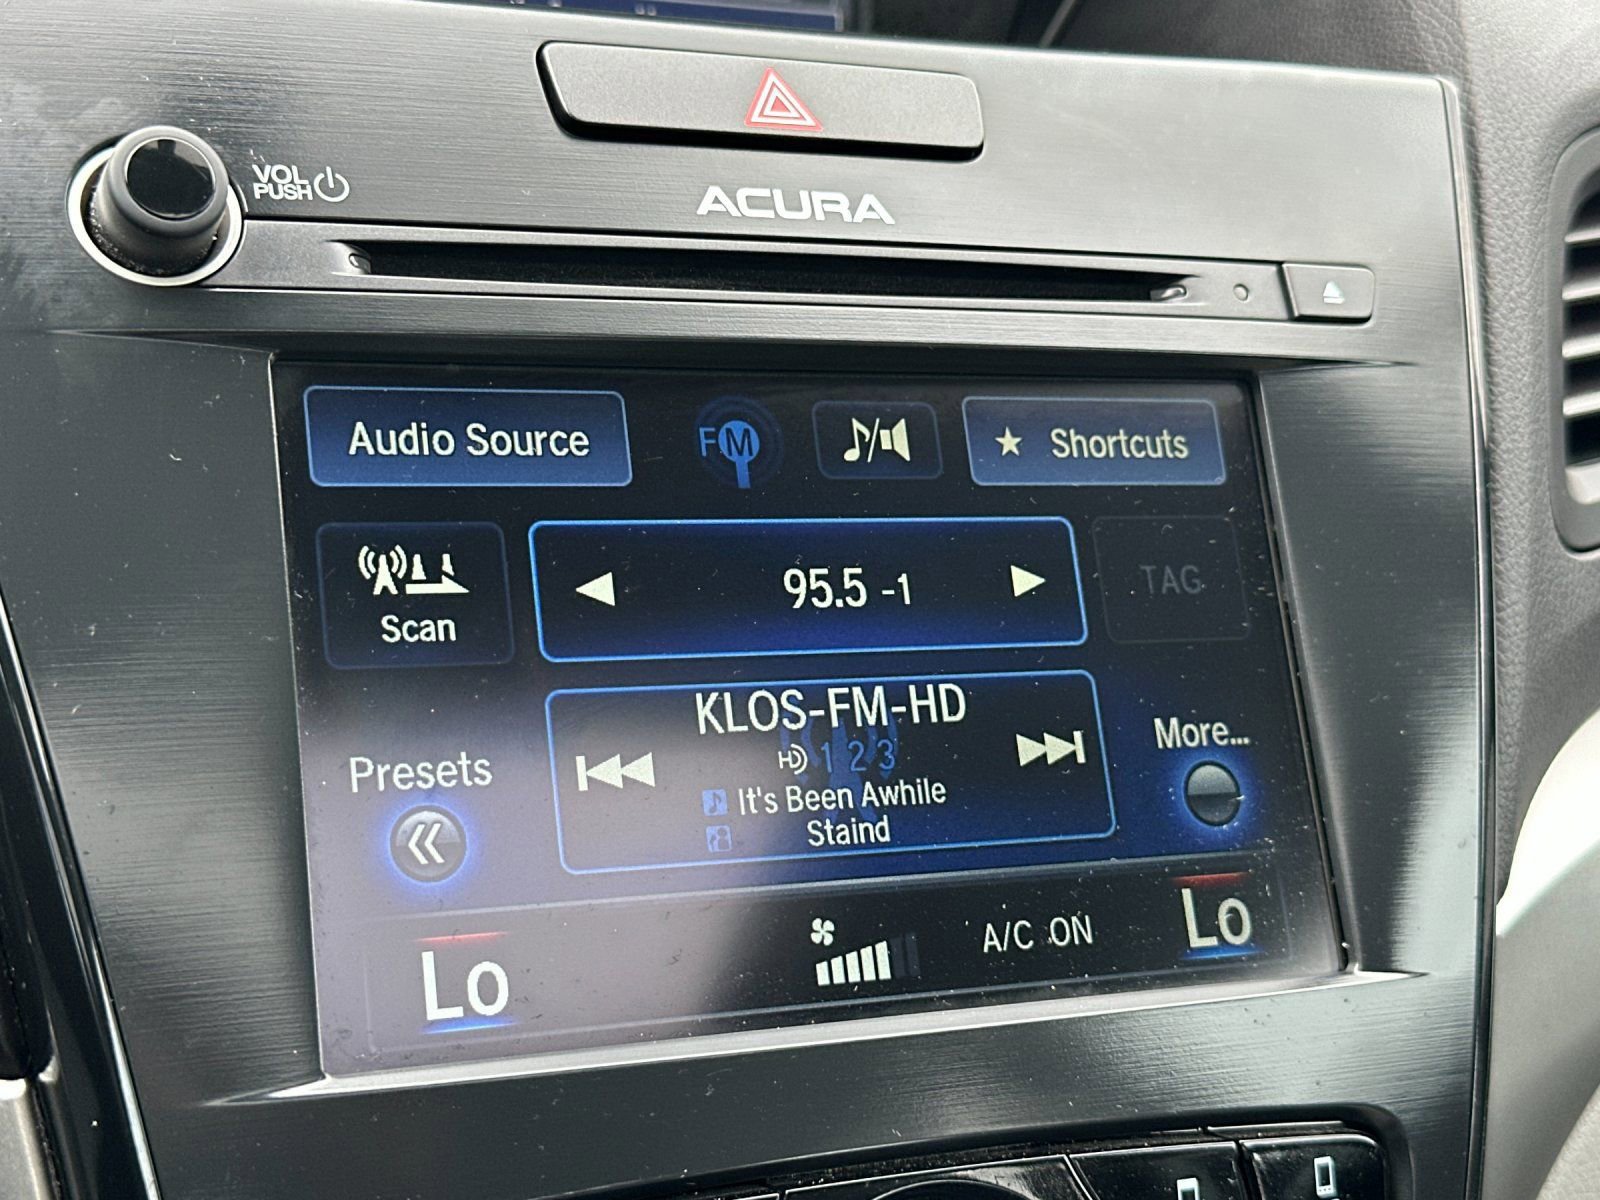 VOL
PUSH
ACURA
Audio Source
FM
Shortcuts
Scan
95.5 -1
TAG
KLOS-FM-HD
HD 1 2 3
It's Been Awhile
Staind
Presets
More...
Lo
A/C ON
Lo